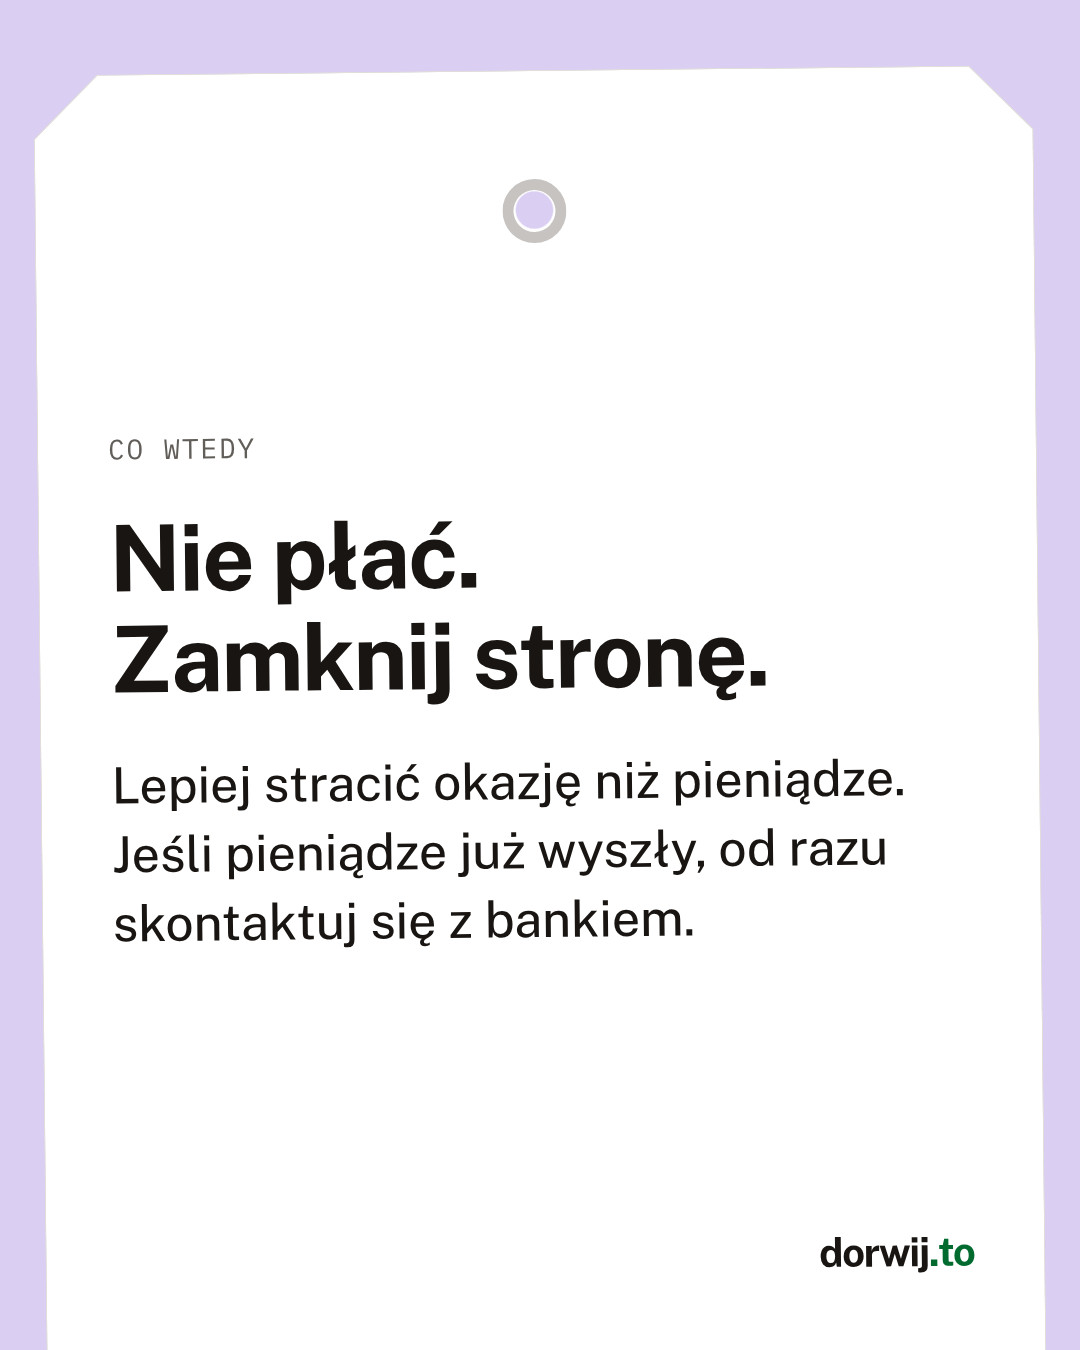 CO WTEDY
Nie płać.
Zamknij stronę.
Lepiej stracić okazję niż pieniądze.
Jeśli pieniądze już wyszły, od razu
skontaktuj się z bankiem.
dorwij.to